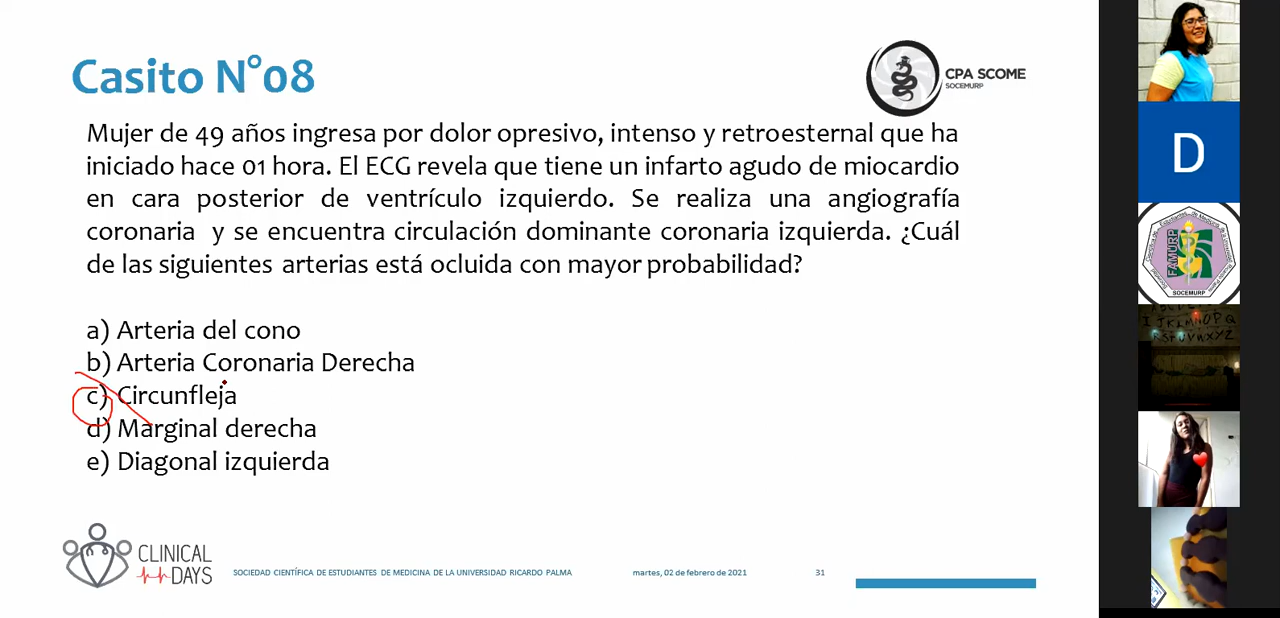 Casito N°08
CPA SCOME
SOCEMURP
Mujer de 49 años ingresa por dolor opresivo, intenso y retroesternal que ha
iniciado hace 01 hora. El ECG revela que tiene un infarto agudo de miocardio
en cara posterior de ventrículo izquierdo. Se realiza una angiografía
coronaria y se encuentra circulación dominante coronaria izquierda. ¿Cuál
de las siguientes arterias está ocluida con mayor probabilidad?
a) Arteria del cono
b) Arteria Coronaria Derecha
c) Circunfleja
d) Marginal derecha
e) Diagonal izquierda
CLINICAL
DAYS
SOCIEDAD CIENTÍFICA DE ESTUDIANTES DE MEDICINA DE LA UNIVERSIDAD RICARDO PALMA
martes, 02 de febrero de 2021
31
D
FAMURP
SOCEMURP